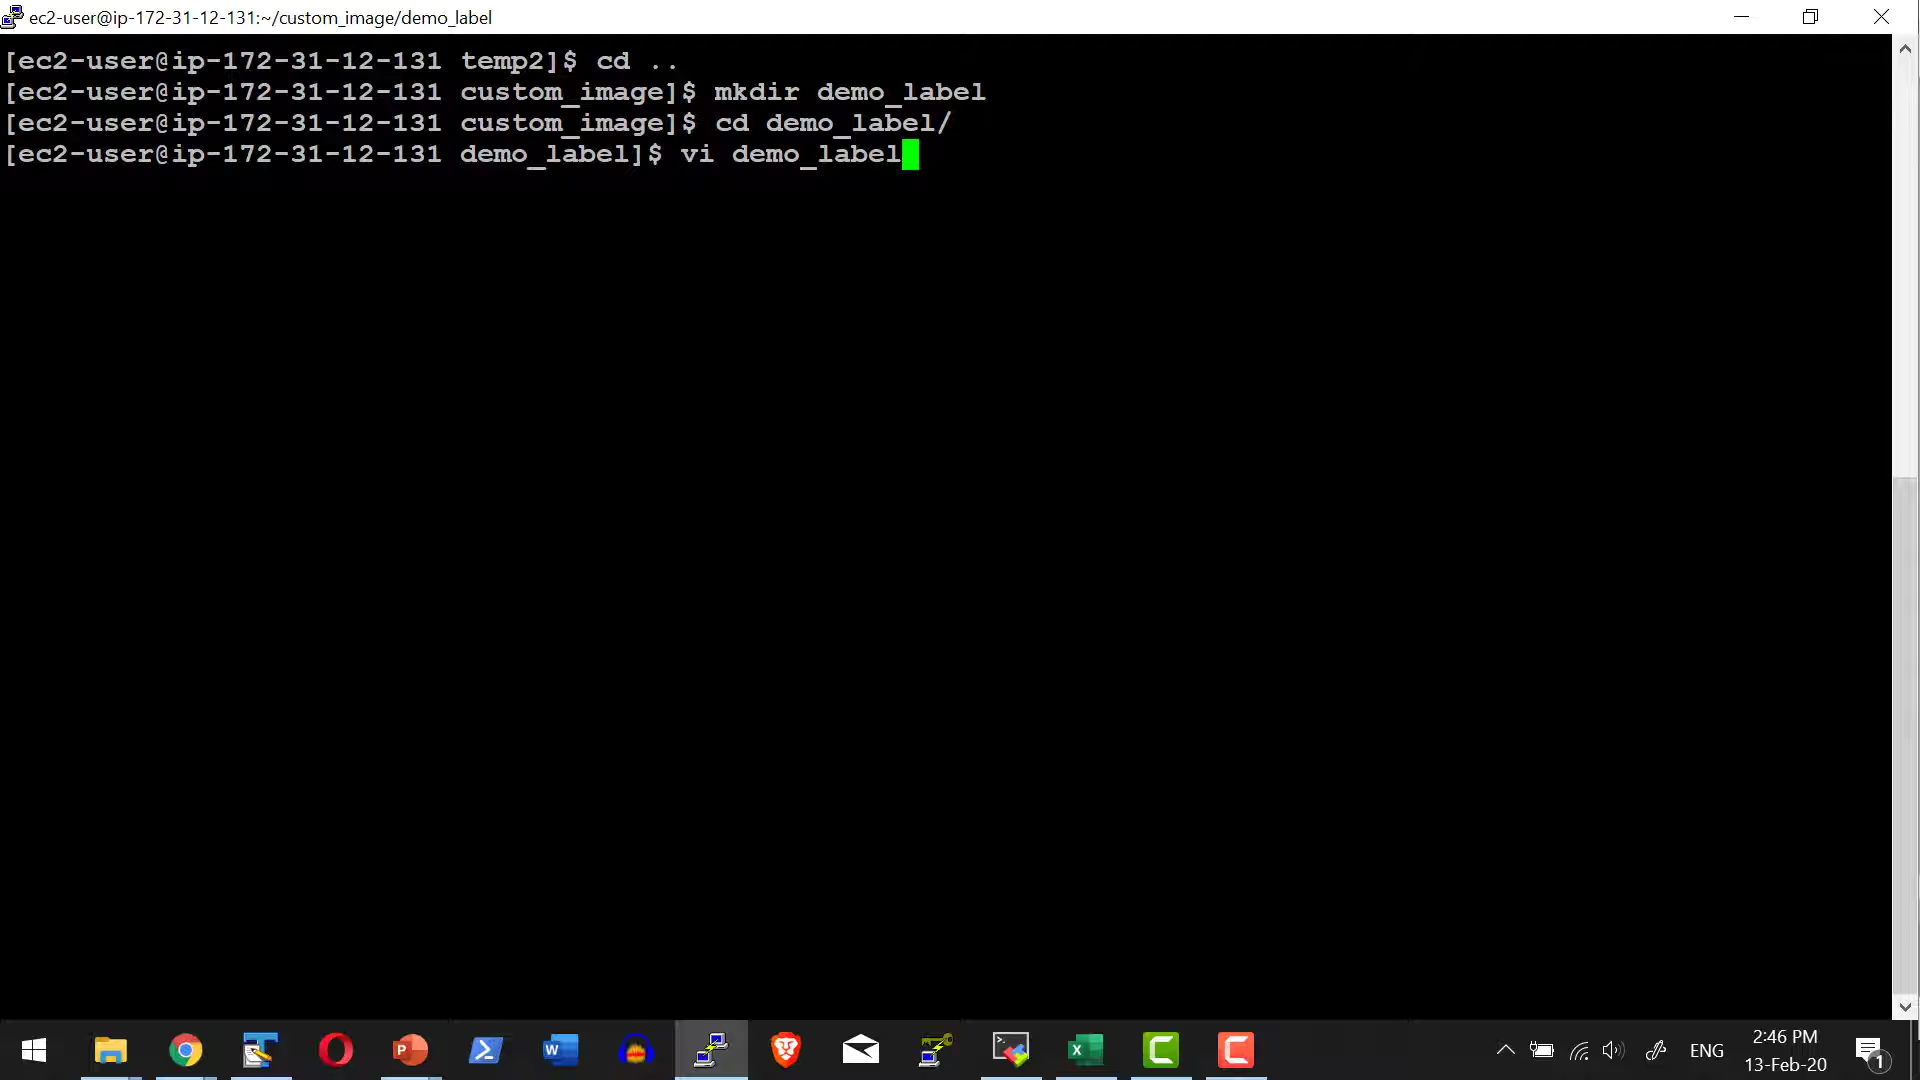 ec2-user@ip-172-31-12-131:~/custom_image/demo_label
[ec2-user@ip-172-31-12-131 temp2]$ cd ..
[ec2-user@ip-172-31-12-131 custom_image]$ mkdir demo_label
[ec2-user@ip-172-31-12-131 custom_image]$ cd demo_label/
[ec2-user@ip-172-31-12-131 demo_label]$ vi demo_label
ENG
2:46 PM
13-Feb-20
1